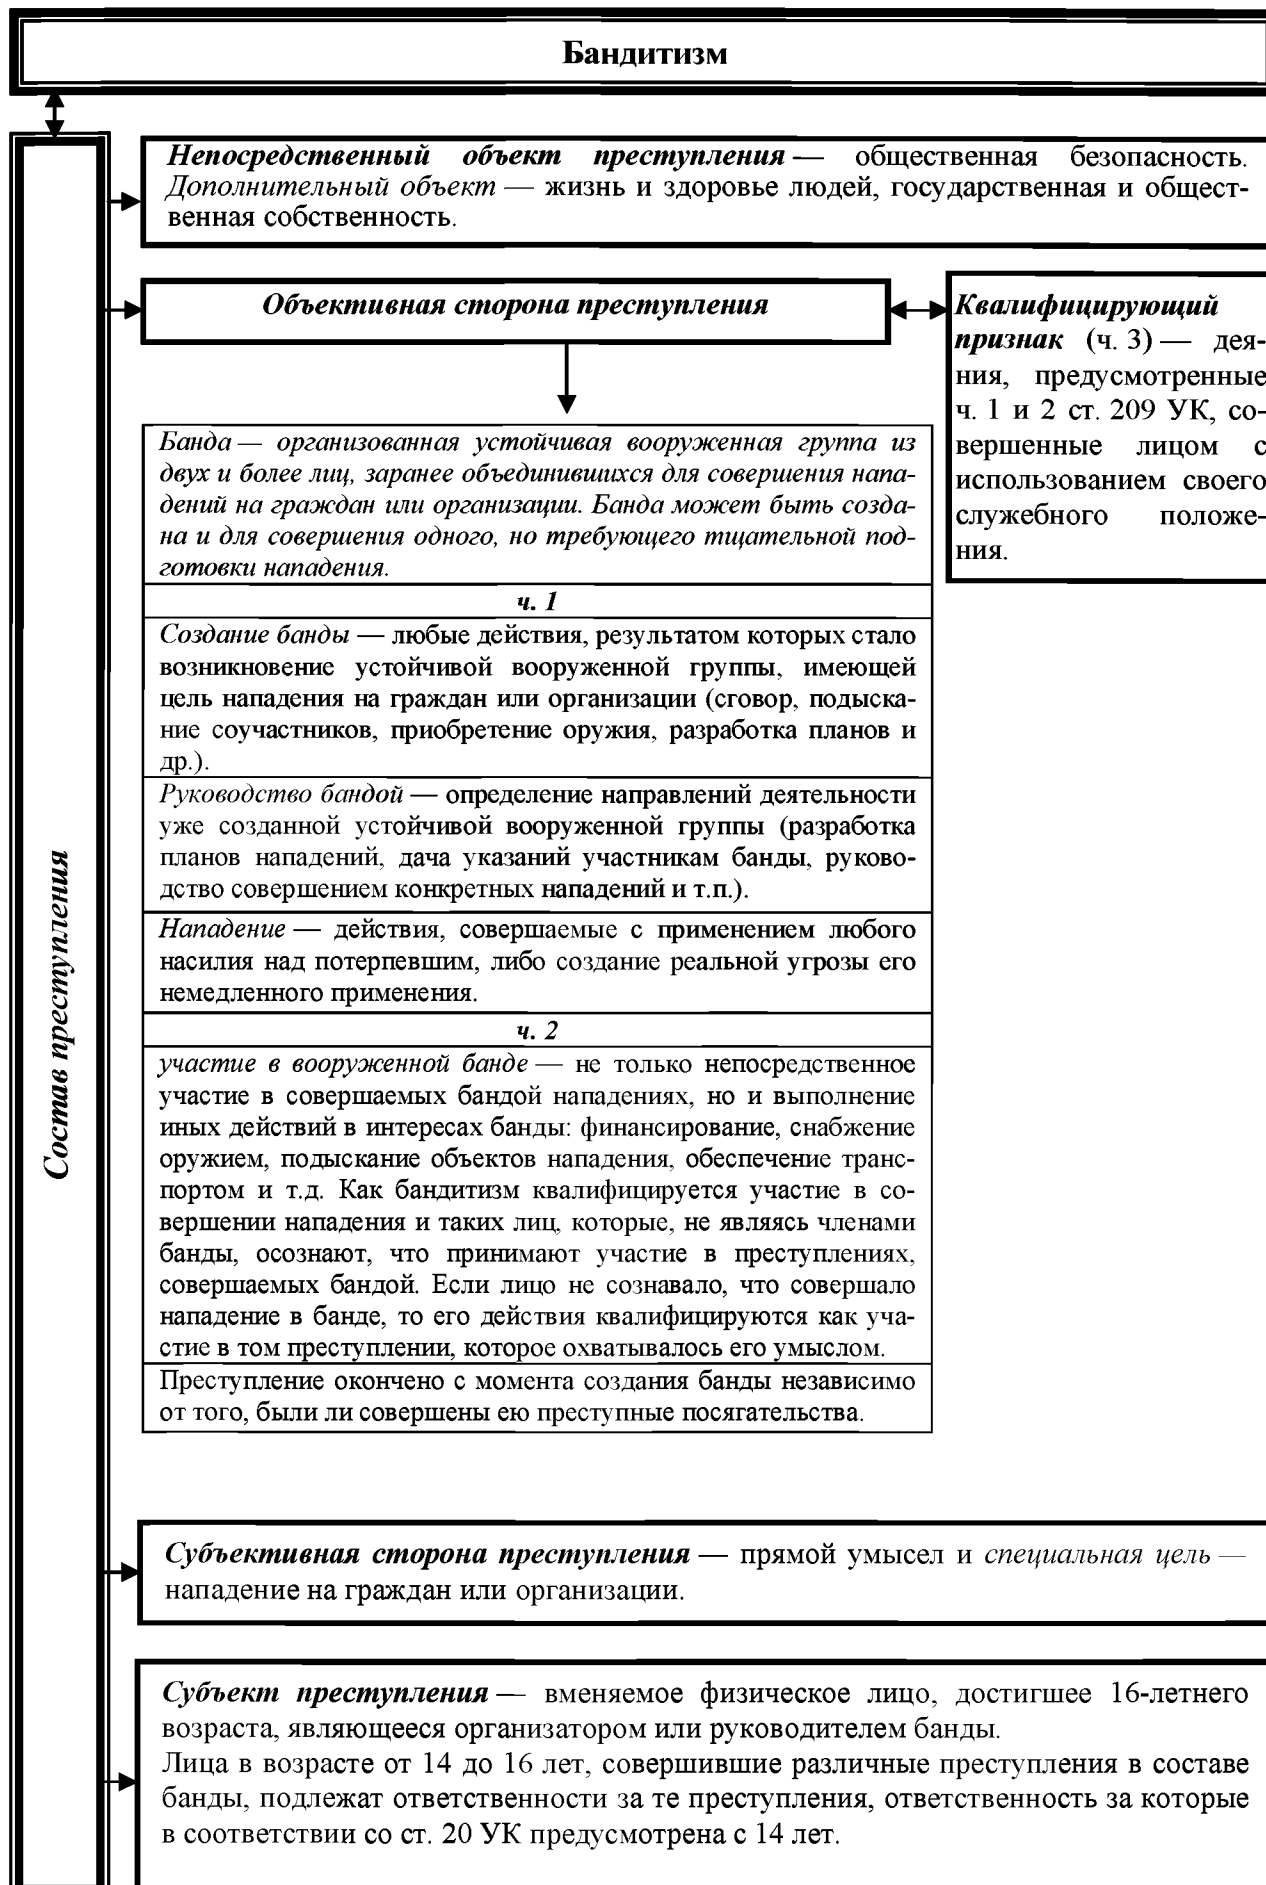 Бандитизм
Состав преступления
Непосредственный объект преступления — общественная безопасность.
Дополнительный объект — жизнь и здоровье людей, государственная и общест-
венная собственность.
Объективная сторона преступления
Квалифицирующий
признак (ч. 3) — дея-
ния, предусмотренные
ч. 1 и 2 ст. 209 УК, со-
вершенные лицом с
использованием своего
служебного положе-
ния.
Банда — организованная устойчивая вооруженная группа из
двух и более лиц, заранее объединившихся для совершения напа-
дений на граждан или организации. Банда может быть созда-
на и для совершения одного, но требующего тщательной под-
готовки нападения.
ч. 1
Создание банды — любые действия, результатом которых стало
возникновение устойчивой вооруженной группы, имеющей
цель нападения на граждан или организации (сговор, подыска-
ние соучастников, приобретение оружия, разработка планов и
др.).
Руководство бандой — определение направлений деятельности
уже созданной устойчивой вооруженной группы (разработка
планов нападений, дача указаний участникам банды, руково-
дство совершением конкретных нападений и т.п.).
Нападение — действия, совершаемые с применением любого
насилия над потерпевшим, либо создание реальной угрозы его
немедленного применения.
ч. 2
участие в вооруженной банде — не только непосредственное
участие в совершаемых бандой нападениях, но и выполнение
иных действий в интересах банды: финансирование, снабжение
оружием, подыскание объектов нападения, обеспечение транс-
портом и т.д. Как бандитизм квалифицируется участие в со-
вершении нападения и таких лиц, которые, не являясь членами
банды, осознают, что принимают участие в преступлениях,
совершаемых бандой. Если лицо не сознавало, что совершало
нападение в банде, то его действия квалифицируются как уча-
стие в том преступлении, которое охватывалось его умыслом.
Преступление окончено с момента создания банды независимо
от того, были ли совершены ею преступные посягательства.
Субъективная сторона преступления — прямой умысел и специальная цель —
нападение на граждан или организации.
Субъект преступления — вменяемое физическое лицо, достигшее 16-летнего
возраста, являющееся организатором или руководителем банды.
Лица в возрасте от 14 до 16 лет, совершившие различные преступления в составе
банды, подлежат ответственности за те преступления, ответственность за которые
в соответствии со ст. 20 УК предусмотрена с 14 лет.